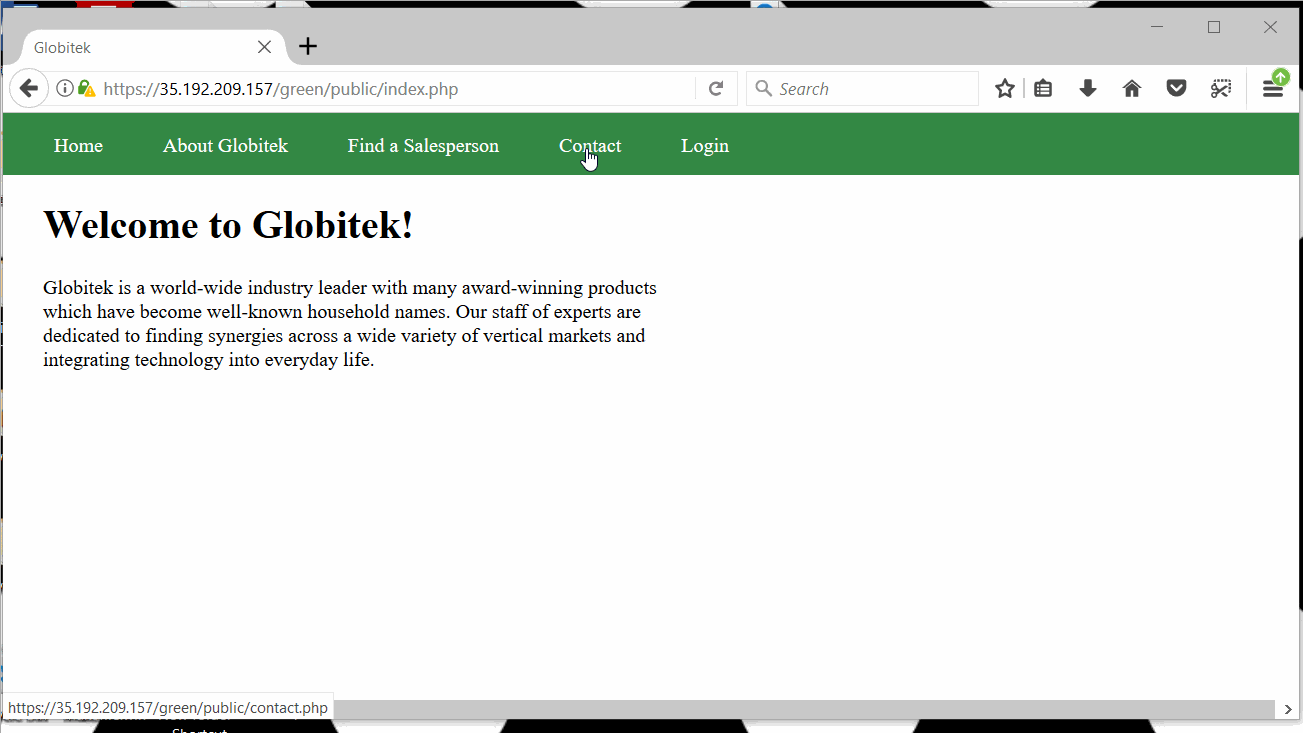 Globitek
https://35.192.209.157/green/public/index.php
Search
Home About Globitek Find a Salesperson Contact Login
Welcome to Globitek!
Globitek is a world-wide industry leader with many award-winning products
which have become well-known household names. Our staff of experts are
dedicated to finding synergies across a wide variety of vertical markets and
integrating technology into everyday life.
https://35.192.209.157/green/public/contact.php
Shortcut